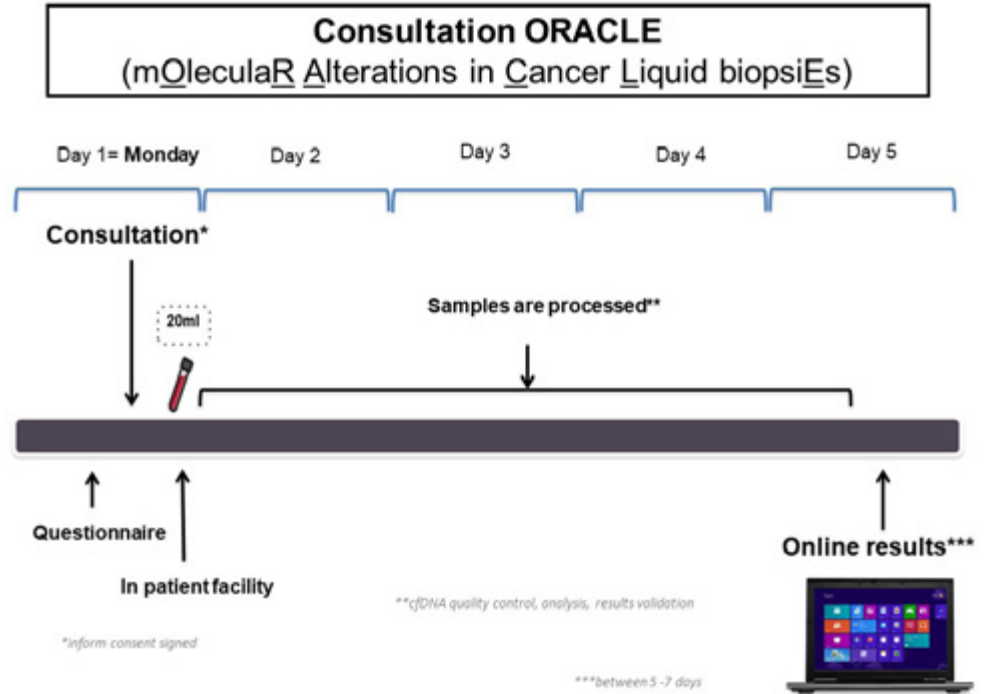 Consultation ORACLE
(mOleculaR Alterations in Cancer Liquid biopsiEs)
Day 1= Monday
Day 2
Day 3
Day 4
Day 5
Consultation*
20ml
Samples are processed**
Questionnaire
In patient facility
Online results***
**cfDNA quality control, analysis, results validation
*inform consent signed
***between 5 -7 days